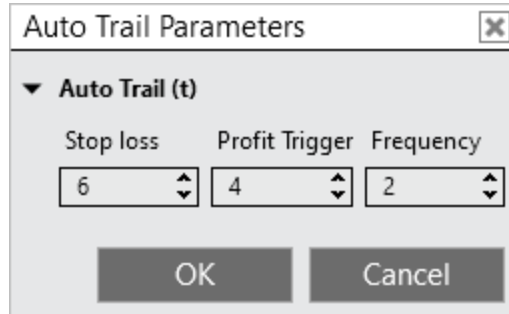 Auto Trail Parameters
Auto Trail (t)
Stop loss Profit Trigger Frequency
6 4 2
OK Cancel